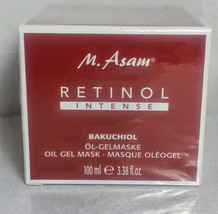 M. Asam®
RETINOL
INTENSE
BAKUCHIOL
ÖL-GELMASKE
OIL GEL MASK · MASQUE OLÉOGEL
100 ml ℮ 3.38 fl.oz.